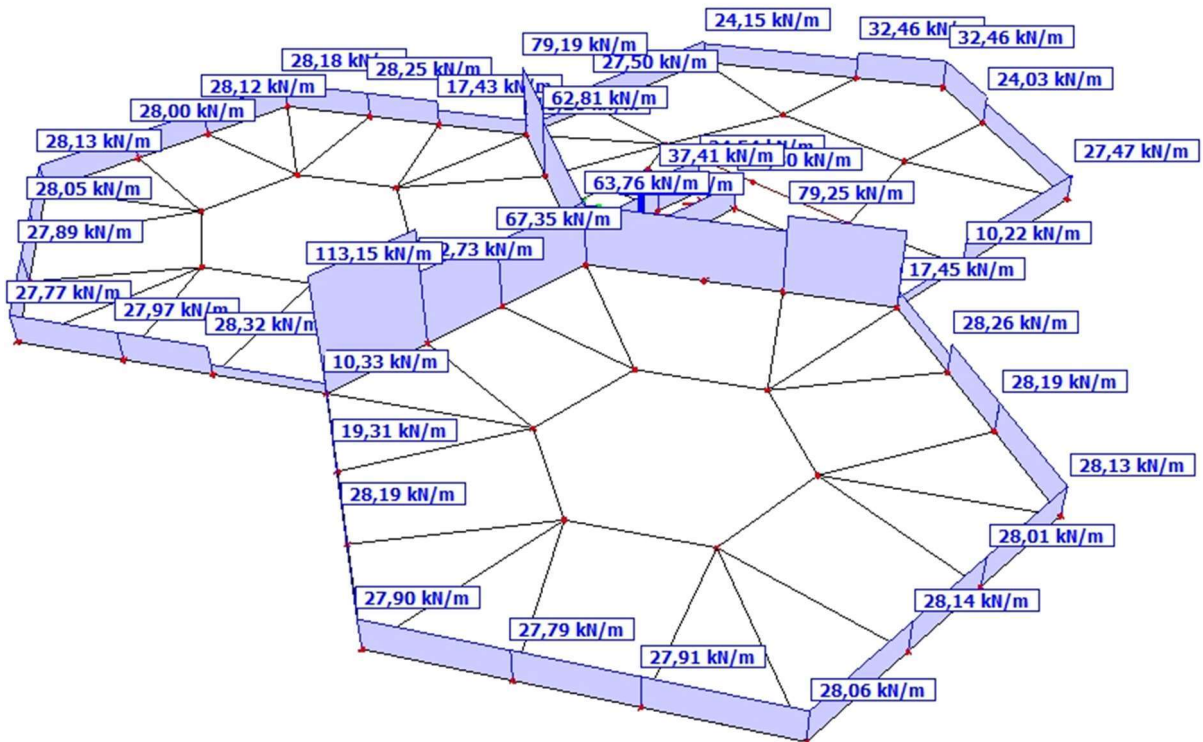 24,15 kN/m
32,46 kN/m
32,46 kN/m
79,19 kN/m
27,50 kN/m
28,18 kN/m
28,25 kN/m
24,03 kN/m
28,12 kN/m
17,43 kN/m
62,81 kN/m
28,00 kN/m
28,13 kN/m
27,47 kN/m
37,41 kN/m
28,05 kN/m
63,76 kN/m
79,25 kN/m
67,35 kN/m
27,89 kN/m
10,22 kN/m
113,15 kN/m
17,45 kN/m
27,77 kN/m
27,97 kN/m
28,32 kN/m
28,26 kN/m
10,33 kN/m
28,19 kN/m
19,31 kN/m
28,13 kN/m
28,19 kN/m
28,01 kN/m
27,90 kN/m
28,14 kN/m
27,79 kN/m
27,91 kN/m
28,06 kN/m